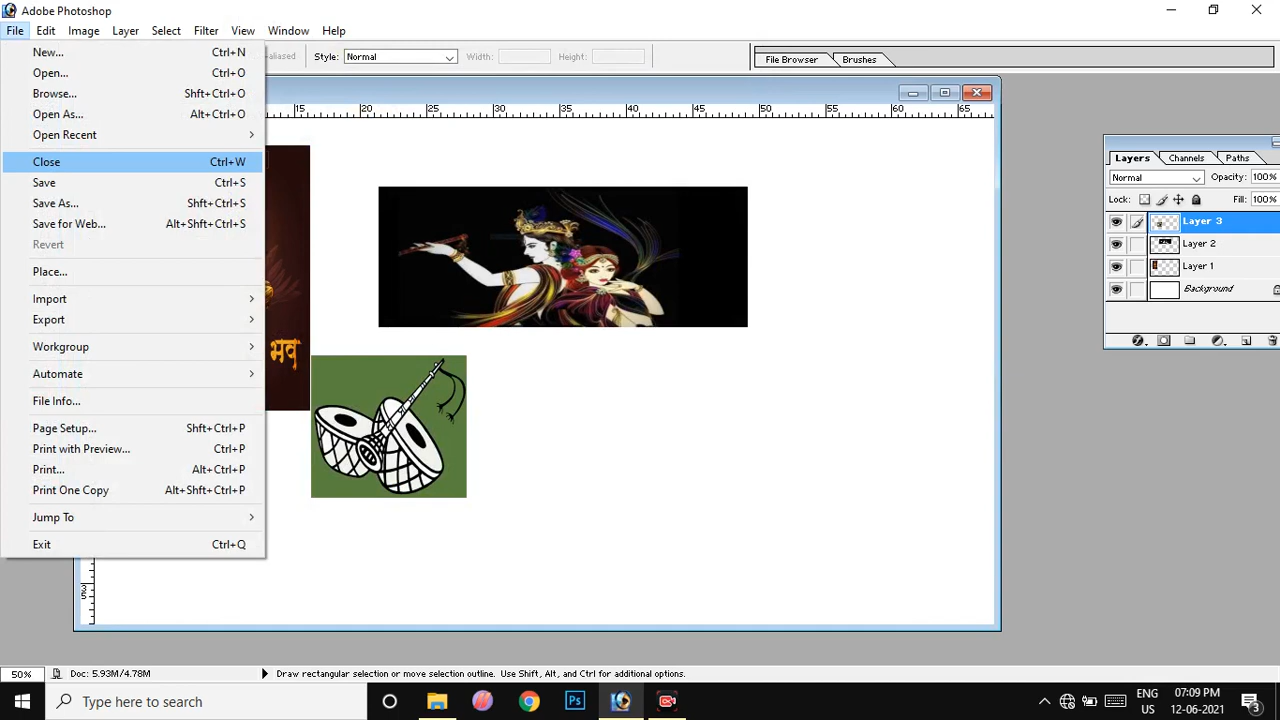 Adobe Photoshop
File Edit Image Layer Select Filter View Window Help
New... Ctrl+N
Open... Ctrl+O
Browse... Shft+Ctrl+O
Open As... Alt+Ctrl+O
Open Recent
Close Ctrl+W
Save Ctrl+S
Save As... Shft+Ctrl+S
Save for Web... Alt+Shft+Ctrl+S
Revert
Place...
Import
Export
Workgroup
Automate
File Info...
Page Setup... Shft+Ctrl+P
Print with Preview... Ctrl+P
Print... Alt+Ctrl+P
Print One Copy Alt+Shft+Ctrl+P
Jump To
Exit Ctrl+Q
-aliased Style: Normal Width: Height: File Browser Brushes
15 20 25 30 35 40 45 50 55 60 65
भव
35
Layers Channels Paths
Normal Opacity: 100%
Lock: Fill: 100%
Layer 3
Layer 2
Layer 1
Background
50% Doc: 5.93M/4.78M Draw rectangular selection or move selection outline. Use Shift, Alt, and Ctrl for additional options.
Type here to search
Ps
ENG
US
07:09 PM
12-06-2021
3